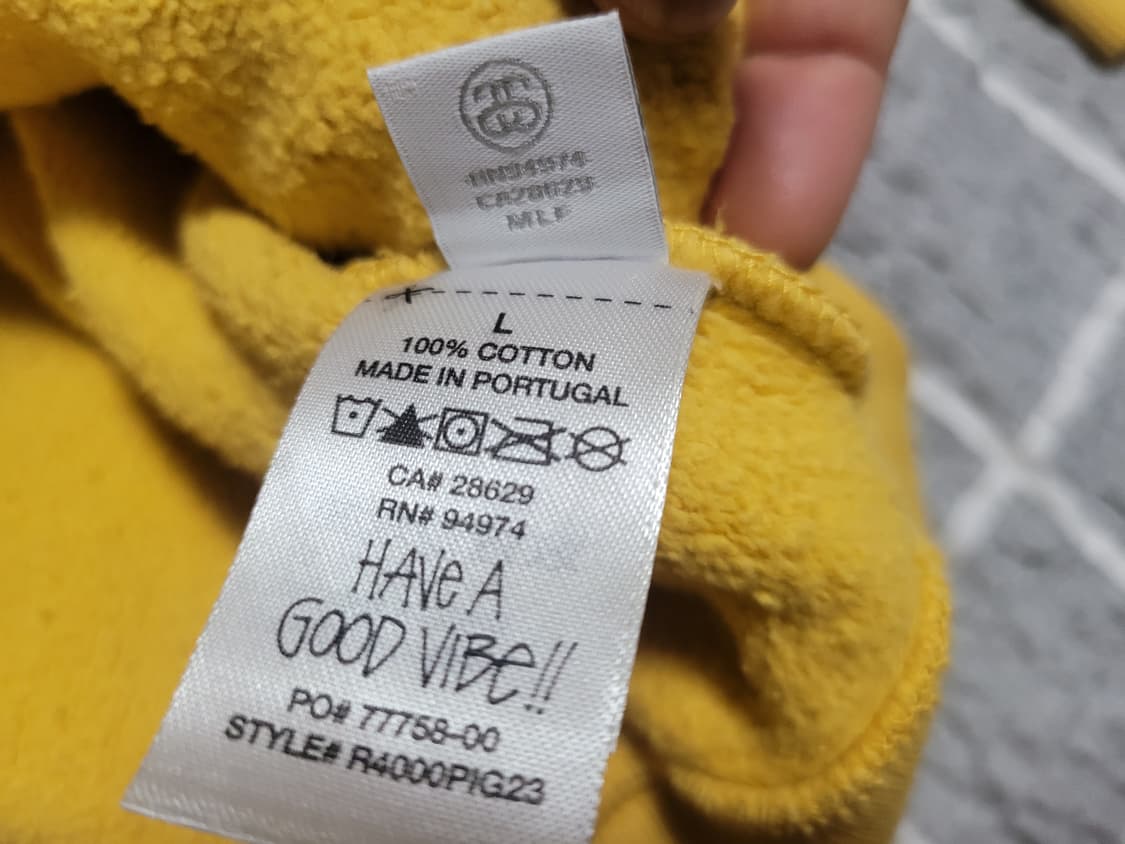 RN94974
CA28629
MLF
L
100% COTTON
MADE IN PORTUGAL
CA# 28629
RN# 94974
HAVe A
GOOD VIBe!!
PO# 77758-00
STYLE# R4000PIG23